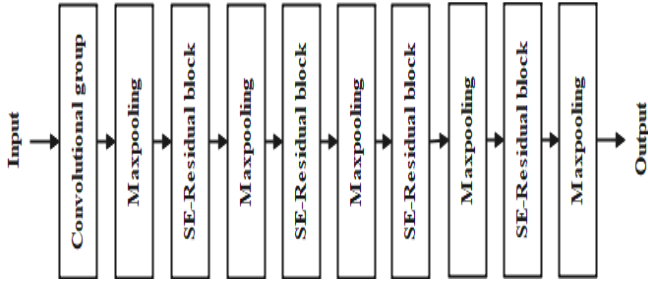 Input
Convolutional group
Maxpooling
SE-Residual block
Maxpooling
SE-Residual block
Maxpooling
SE-Residual block
Maxpooling
SE-Residual block
Maxpooling
Output